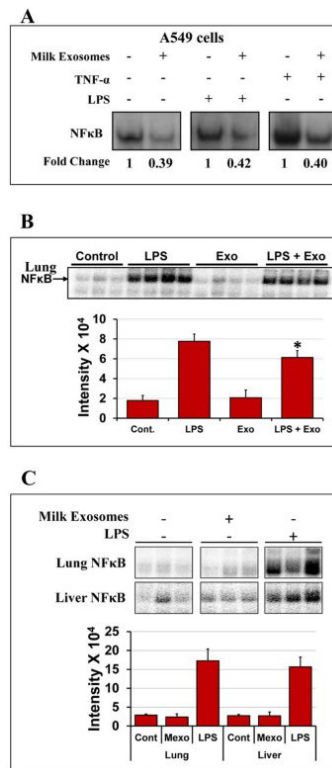 A
A549 cells
Milk Exosomes - + - + - +
TNF-α + +
LPS + +
NFκB
Fold Change 1 0.39 1 0.42 1 0.40
B
Control LPS Exo LPS + Exo
Lung
NFκB
Intensity X 10⁴
10
8
6
4
2
0
*
Cont. LPS Exo LPS + Exo
C
Milk Exosomes - + -
LPS - - +
Lung NFκB
Liver NFκB
Intensity X 10⁴
25
20
15
10
5
0
Cont Mexo LPS Cont Mexo LPS
Lung Liver